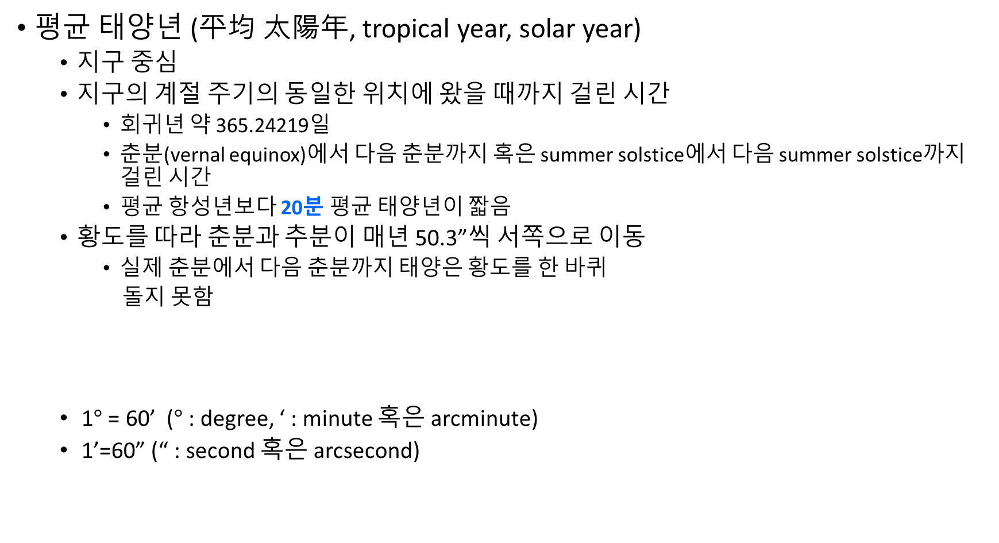 • 평균 태양년 (平均 太陽年, tropical year, solar year)
• 지구 중심
• 지구의 계절 주기의 동일한 위치에 왔을 때까지 걸린 시간
• 회귀년 약 365.24219일
• 춘분(vernal equinox)에서 다음 춘분까지 혹은 summer solstice에서 다음 summer solstice까지
걸린 시간
• 평균 항성년보다 20분 평균 태양년이 짧음
• 황도를 따라 춘분과 추분이 매년 50.3”씩 서쪽으로 이동
• 실제 춘분에서 다음 춘분까지 태양은 황도를 한 바퀴
돌지 못함
• 1° = 60’ (° : degree, ‘ : minute 혹은 arcminute)
• 1’=60” (“ : second 혹은 arcsecond)